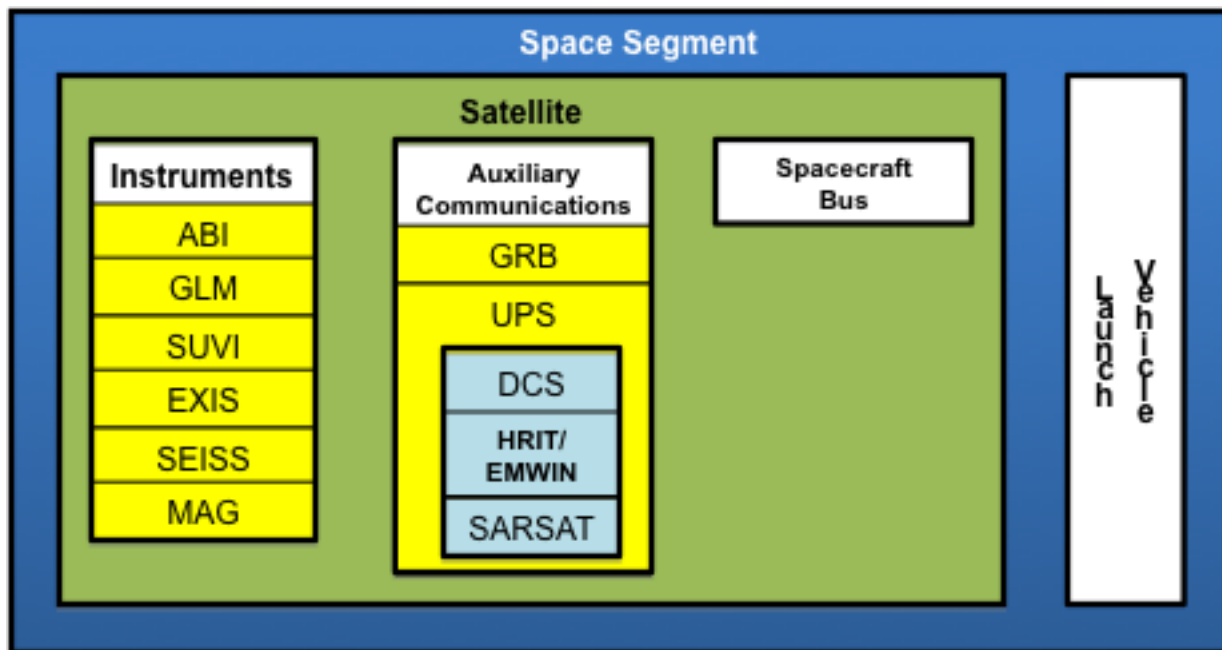 Space Segment
Satellite
Instruments
ABI
GLM
SUVI
EXIS
SEISS
MAG
Auxiliary
Communications
GRB
UPS
DCS
HRIT/
EMWIN
SARSAT
Spacecraft
Bus
Launch
Vehicle